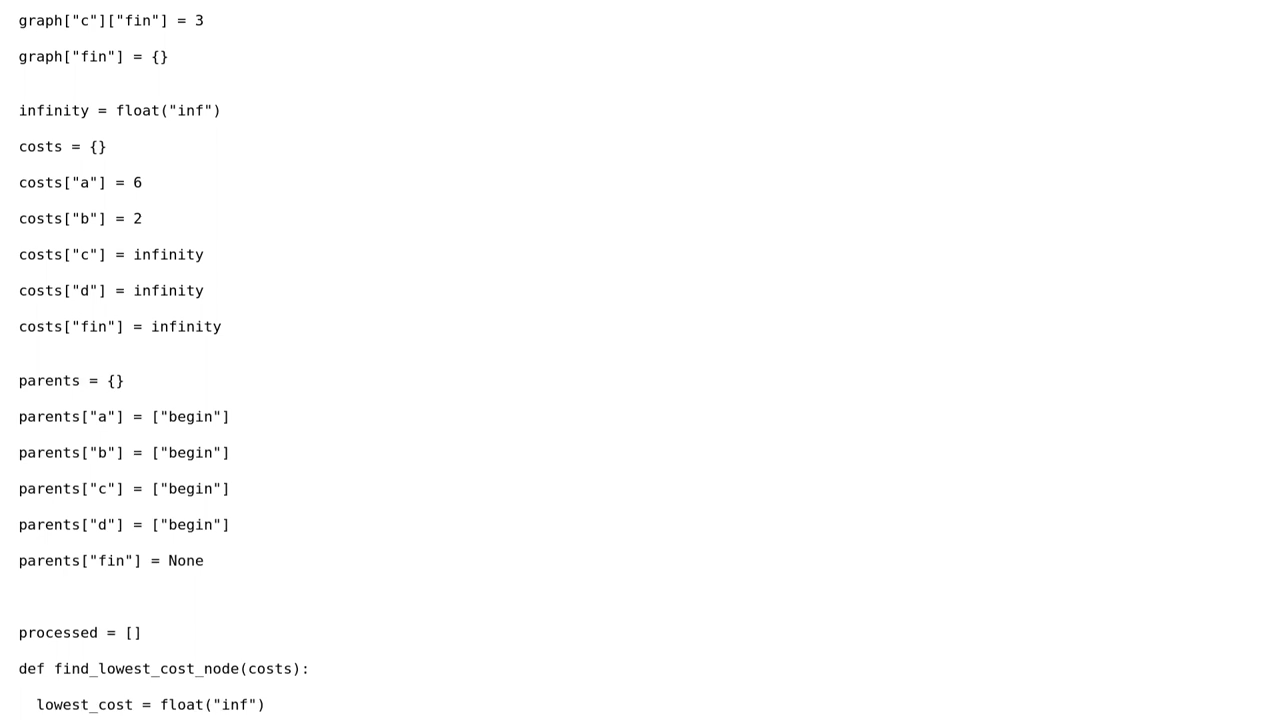 graph["c"]["fin"] = 3
graph["fin"] = {}
infinity = float("inf")
costs = {}
costs["a"] = 6
costs["b"] = 2
costs["c"] = infinity
costs["d"] = infinity
costs["fin"] = infinity
parents = {}
parents["a"] = ["begin"]
parents["b"] = ["begin"]
parents["c"] = ["begin"]
parents["d"] = ["begin"]
parents["fin"] = None
processed = []
def find_lowest_cost_node(costs):
  lowest_cost = float("inf")